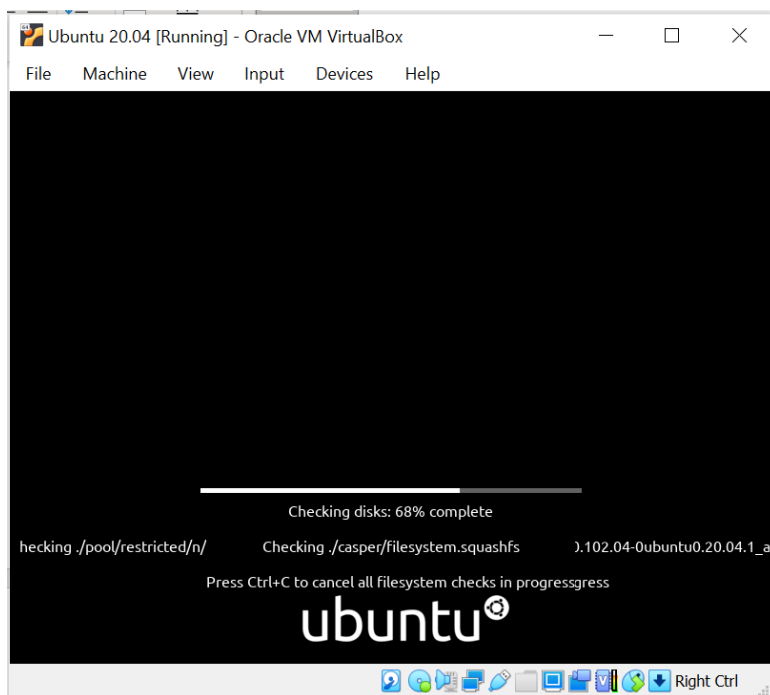 Ubuntu 20.04 [Running] - Oracle VM VirtualBox
File Machine View Input Devices Help
Checking disks: 68% complete
hecking ./pool/restricted/n/ Checking ./casper/filesystem.squashfs 0.102.04-0ubuntu0.20.04.1_a
Press Ctrl+C to cancel all filesystem checks in progressgress
ubuntu
Right Ctrl